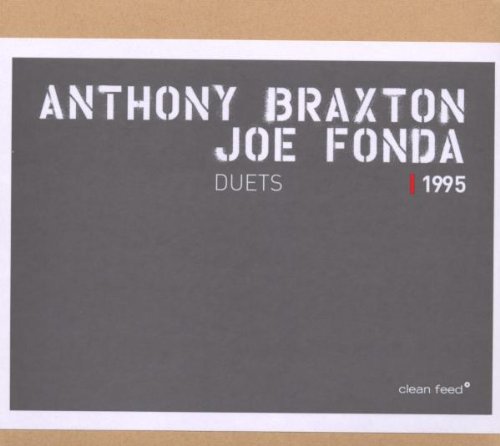 ANTHONY BRAXTON
JOE FONDA
DUETS | 1995
clean feed